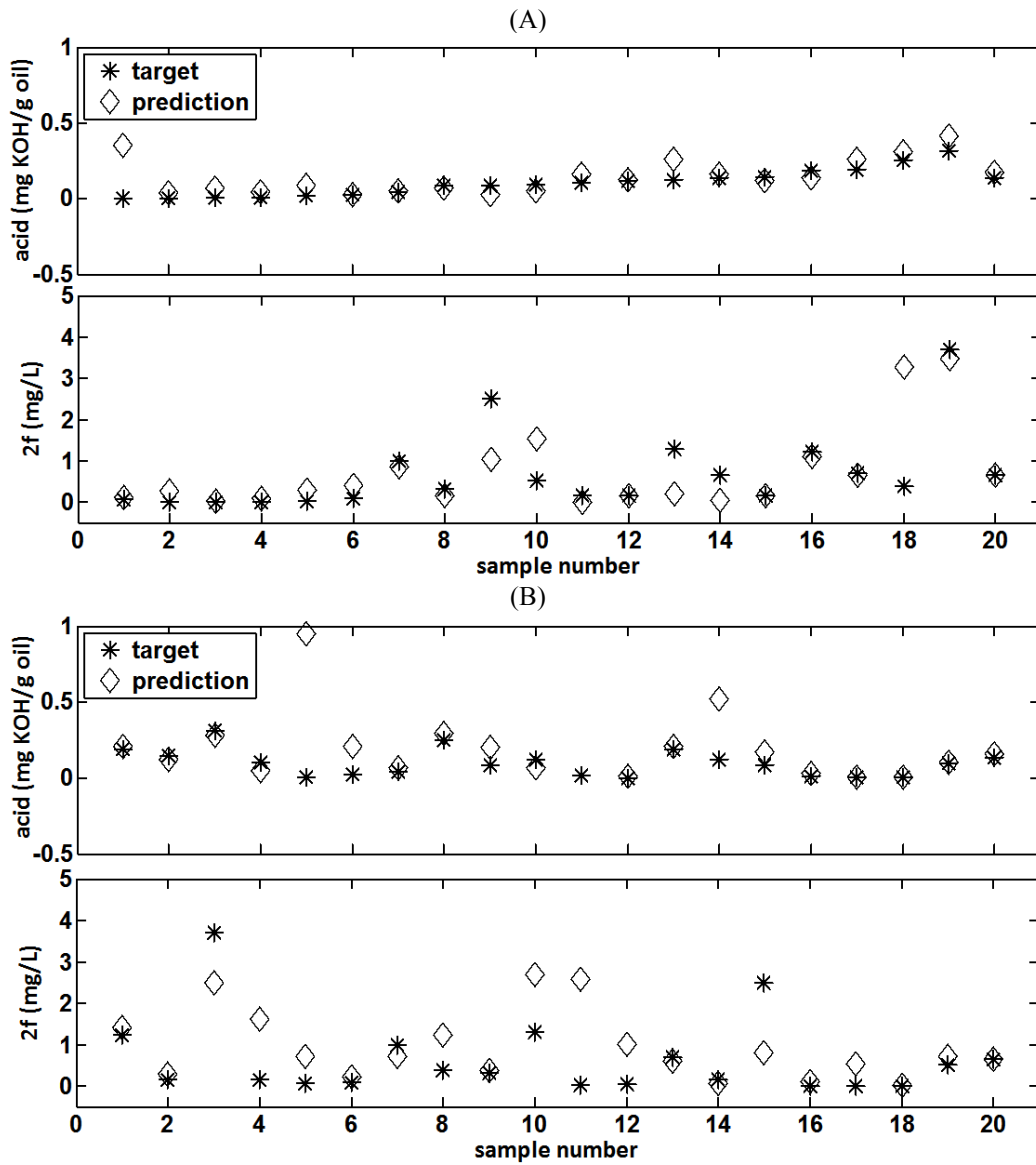 (A)
acid (mg KOH/g oil)
1
0.5
0
-0.5
target
prediction
2f (mg/L)
5
4
3
2
1
0
0 2 4 6 8 10 12 14 16 18 20
sample number
(B)
acid (mg KOH/g oil)
1
0.5
0
-0.5
target
prediction
2f (mg/L)
5
4
3
2
1
0
0 2 4 6 8 10 12 14 16 18 20
sample number